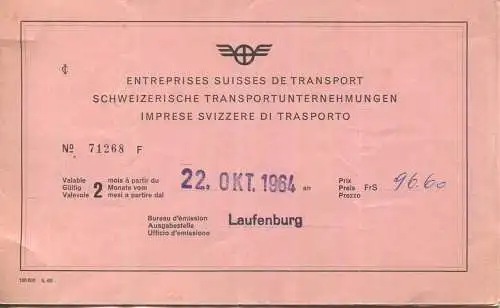 ₵
ENTREPRISES SUISSES DE TRANSPORT
SCHWEIZERISCHE TRANSPORTUNTERNEHMUNGEN
IMPRESE SVIZZERE DI TRASPORTO
Nº 71268 F
Valable
Gültig
Valevole
2
mois à partir du
Monate vom
mesi a partire dal
22. OKT. 1964 an
Prix
Preis FrS 96.60
Prezzo
Bureau d'émission
Ausgabestelle Laufenburg
Ufficio d'emissione